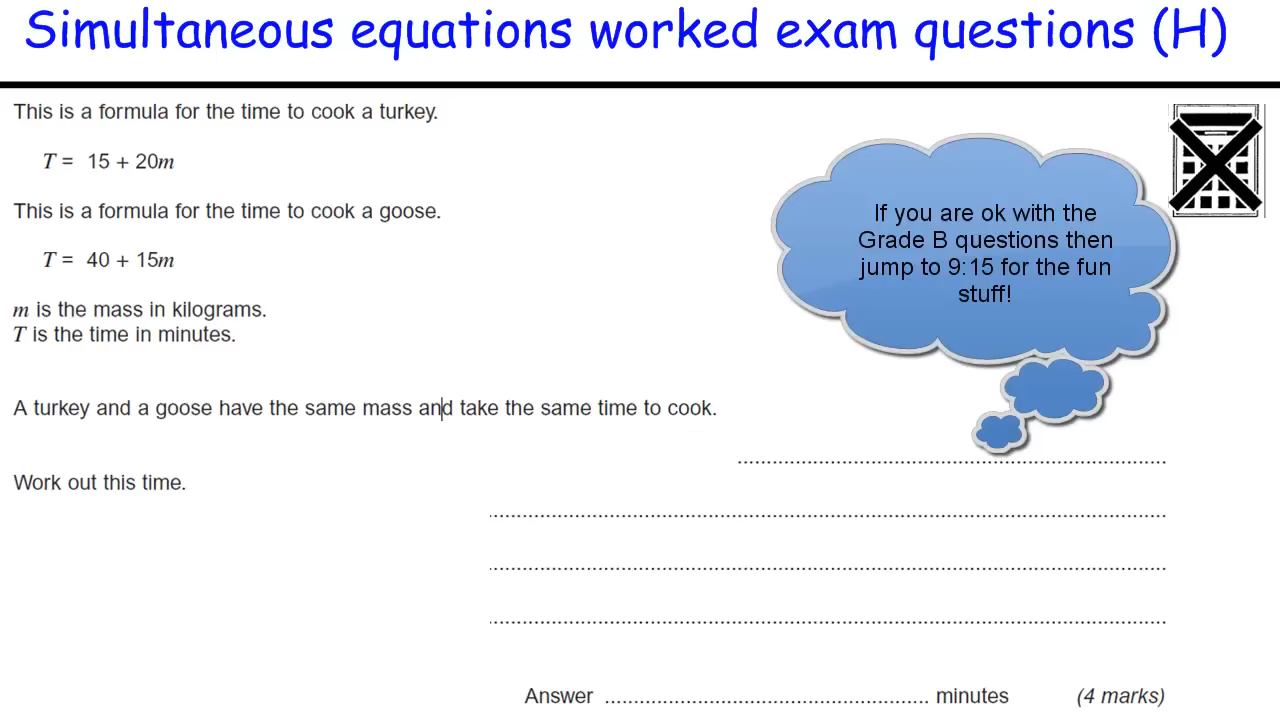 Simultaneous equations worked exam questions (H)
This is a formula for the time to cook a turkey.
T = 15 + 20m
This is a formula for the time to cook a goose.
T = 40 + 15m
m is the mass in kilograms.
T is the time in minutes.
A turkey and a goose have the same mass and take the same time to cook.
Work out this time.
If you are ok with the
Grade B questions then
jump to 9:15 for the fun
stuff!
Answer ........................................................... minutes (4 marks)